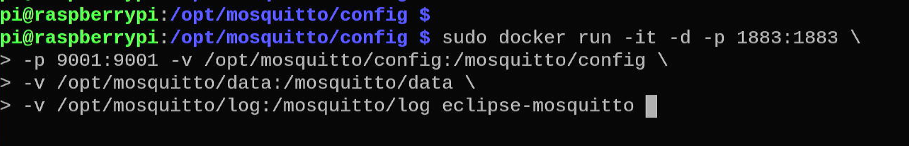 pi@raspberrypi:/opt/mosquitto/config $
pi@raspberrypi:/opt/mosquitto/config $ sudo docker run -it -d -p 1883:1883 \
> -p 9001:9001 -v /opt/mosquitto/config:/mosquitto/config \
> -v /opt/mosquitto/data:/mosquitto/data \
> -v /opt/mosquitto/log:/mosquitto/log eclipse-mosquitto